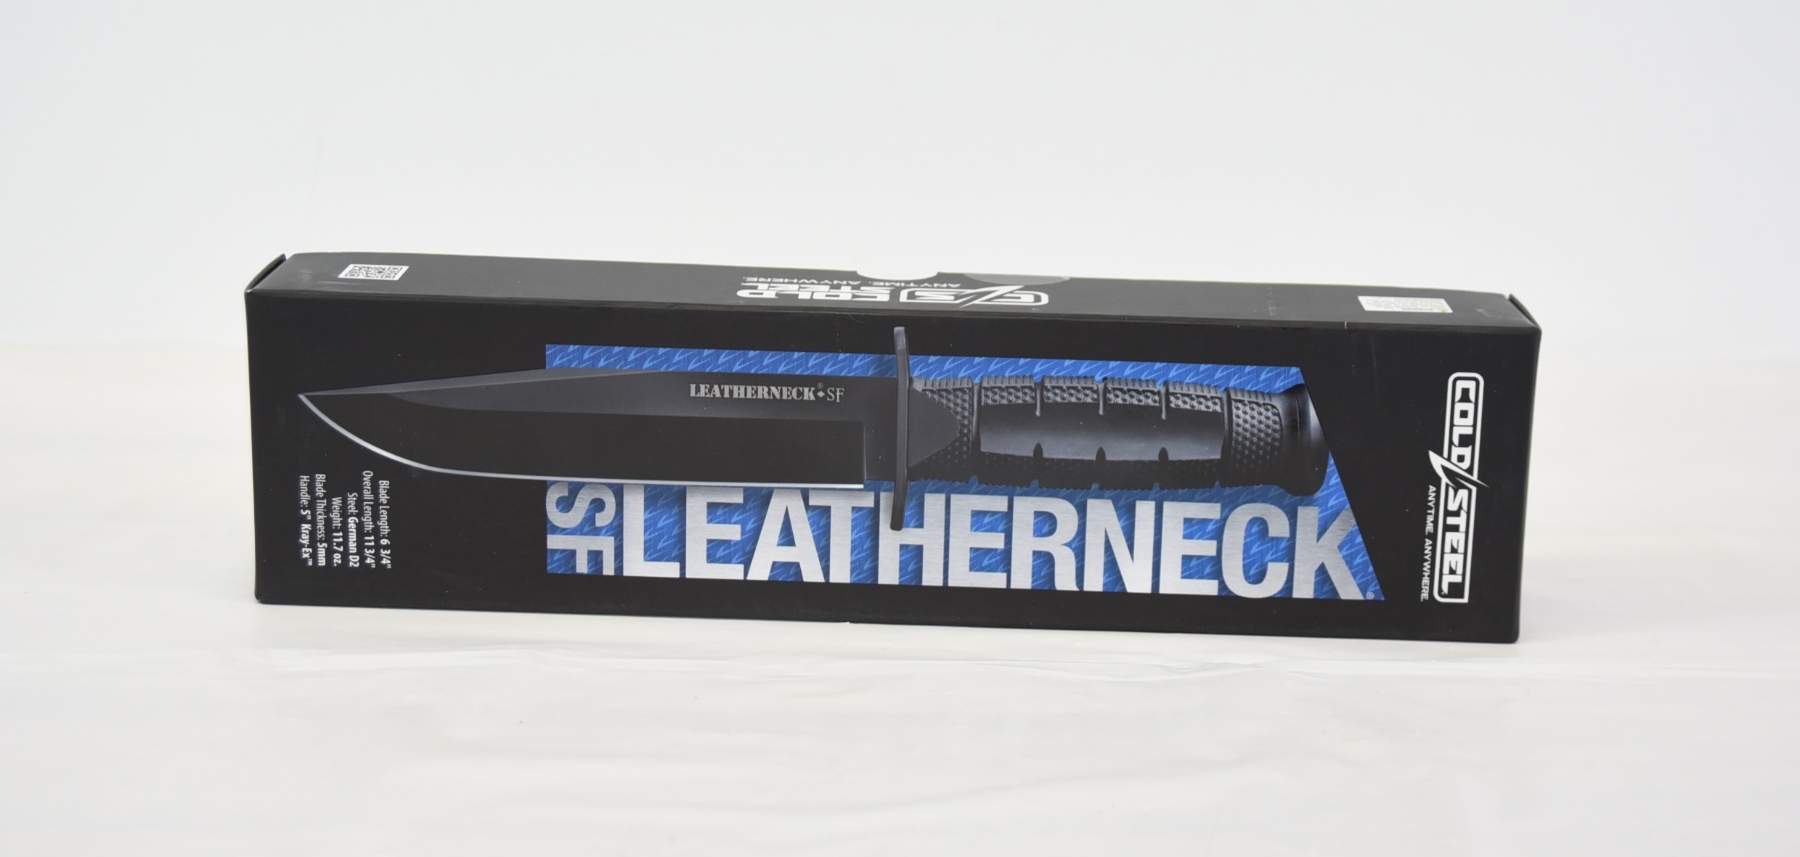 COLD STEEL
ANYTIME. ANYWHERE.
LEATHERNECK® SF
SF
LEATHERNECK®
COLD STEEL
ANYTIME. ANYWHERE.
Blade Length: 6 3/4"
Overall Length: 11 3/4"
Steel: German D2
Weight: 11.7 oz.
Blade Thickness: 5mm
Handle: 5" Kray-Ex™